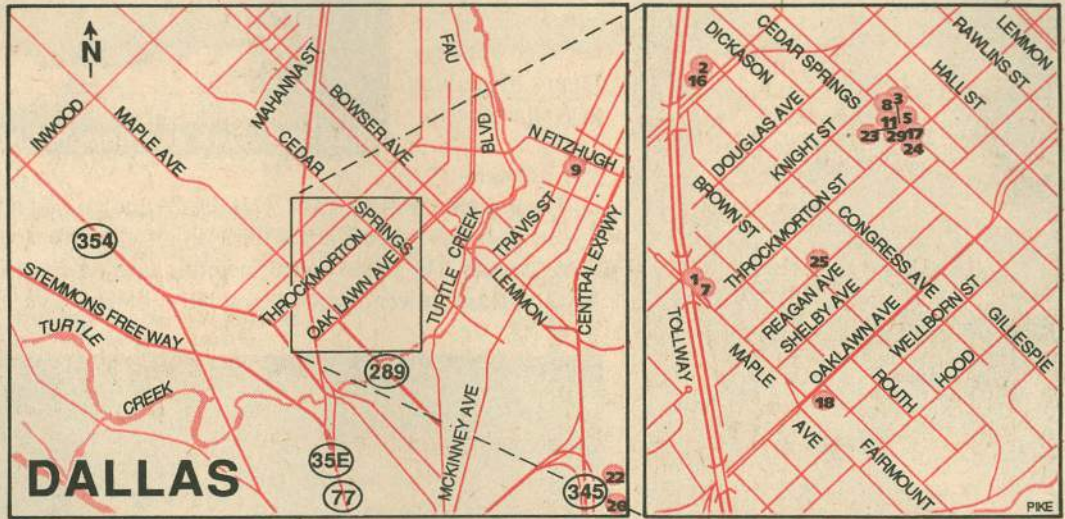 N
INWOOD
MAPLE AVE
MAHANNA ST
CEDAR
SPRINGS
BOWSER AVE
FAU
BLVD
N FITZHUGH
9
TRAVIS ST
TURTLE CREEK
LEMMON
CENTRAL EXPWY
354
STEMMONS FREEWAY
THROCKMORTON
OAK LAWN AVE
TURTLE
CREEK
289
MCKINNEY AVE
35E
77
345
22
DALLAS
DICKASON
CEDAR SPRINGS
RAWLINS ST
LEMMON
HALL ST
2
16
8 3
11 5
23 29 17
24
DOUGLAS AVE
KNIGHT ST
BROWN ST
THROCKMORTON ST
CONGRESS AVE
25
1 7
REAGAN AVE
SHELBY AVE
OAKLAWN AVE
WELLBORN ST
GILLESPIE
HOOD
ROUTH
TOLLWAY
MAPLE
AVE
18
FAIRMOUNT
PIKE